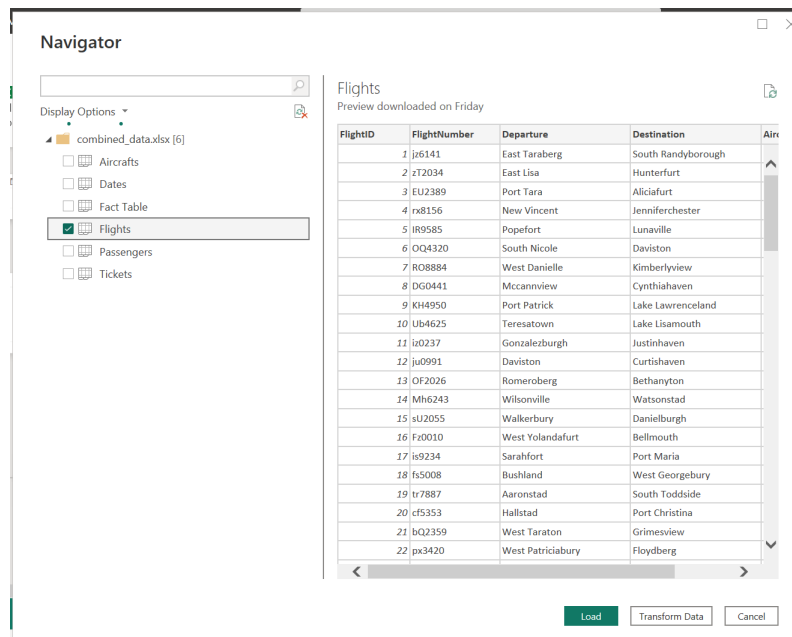 Navigator
Display Options
combined_data.xlsx [6]
Aircrafts
Dates
Fact Table
Flights
Passengers
Tickets
Flights
Preview downloaded on Friday
FlightID FlightNumber Departure Destination Airc
1 jz6141 East Taraberg South Randyborough
2 zT2034 East Lisa Hunterfurt
3 EU2389 Port Tara Aliciafurt
4 rx8156 New Vincent Jenniferchester
5 IR9585 Popefort Lunaville
6 OQ4320 South Nicole Daviston
7 RO8884 West Danielle Kimberlyview
8 DG0441 Mccannview Cynthiahaven
9 KH4950 Port Patrick Lake Lawrenceland
10 Ub4625 Teresatown Lake Lisamouth
11 iz0237 Gonzalezburgh Justinhaven
12 ju0991 Daviston Curtishaven
13 OF2026 Romeroberg Bethanyton
14 Mh6243 Wilsonville Watsonstad
15 sU2055 Walkerbury Danielburgh
16 Fz0010 West Yolandafurt Bellmouth
17 is9234 Sarahfort Port Maria
18 fs5008 Bushland West Georgebury
19 tr7887 Aaronstad South Toddside
20 cf5353 Hallstad Port Christina
21 bQ2359 West Taraton Grimesview
22 px3420 West Patriciabury Floydberg
Load Transform Data Cancel